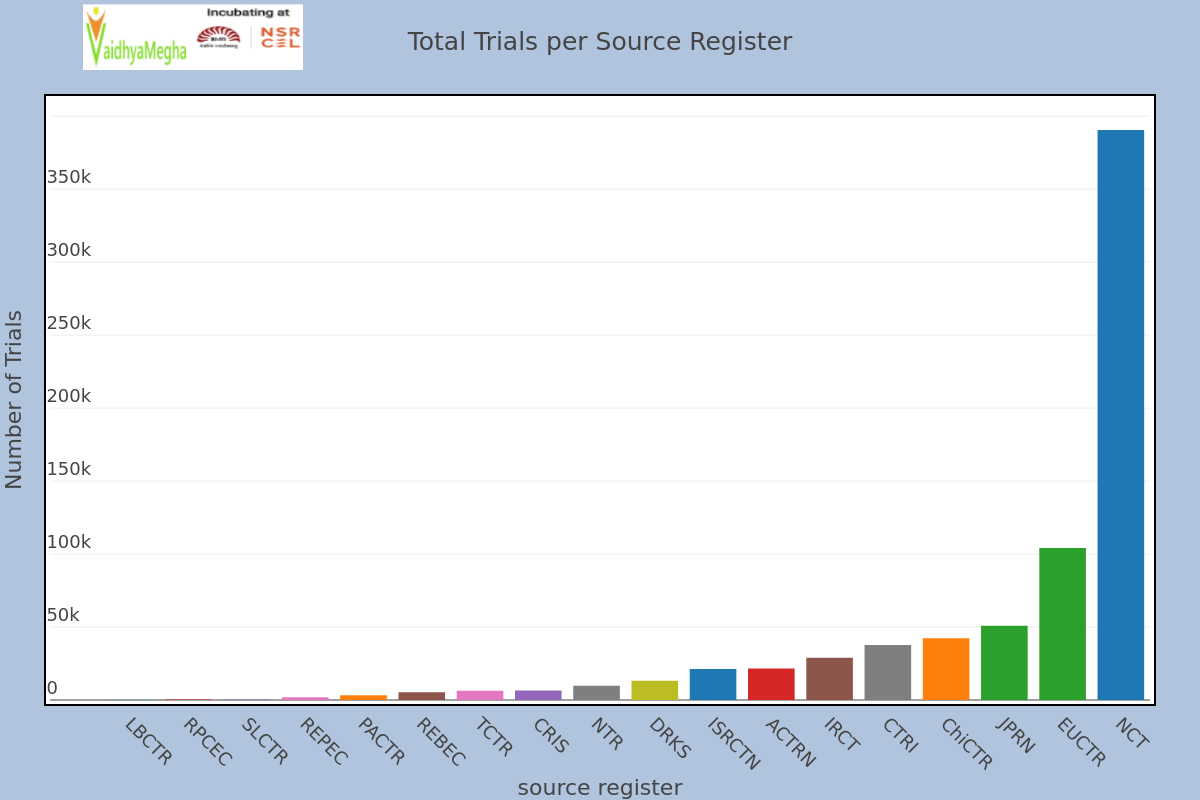 Incubating at
VaidhyaMegha
NSR
CEL
Total Trials per Source Register
Number of Trials
350k
300k
250k
200k
150k
100k
50k
0
LBCTR
RPCEC
SLCTR
REPEC
PACTR
REBEC
TCTR
CRIS
NTR
DRKS
ISRCTN
ACTRN
IRCT
CTRI
ChiCTR
JPRN
EUCTR
NCT
source register